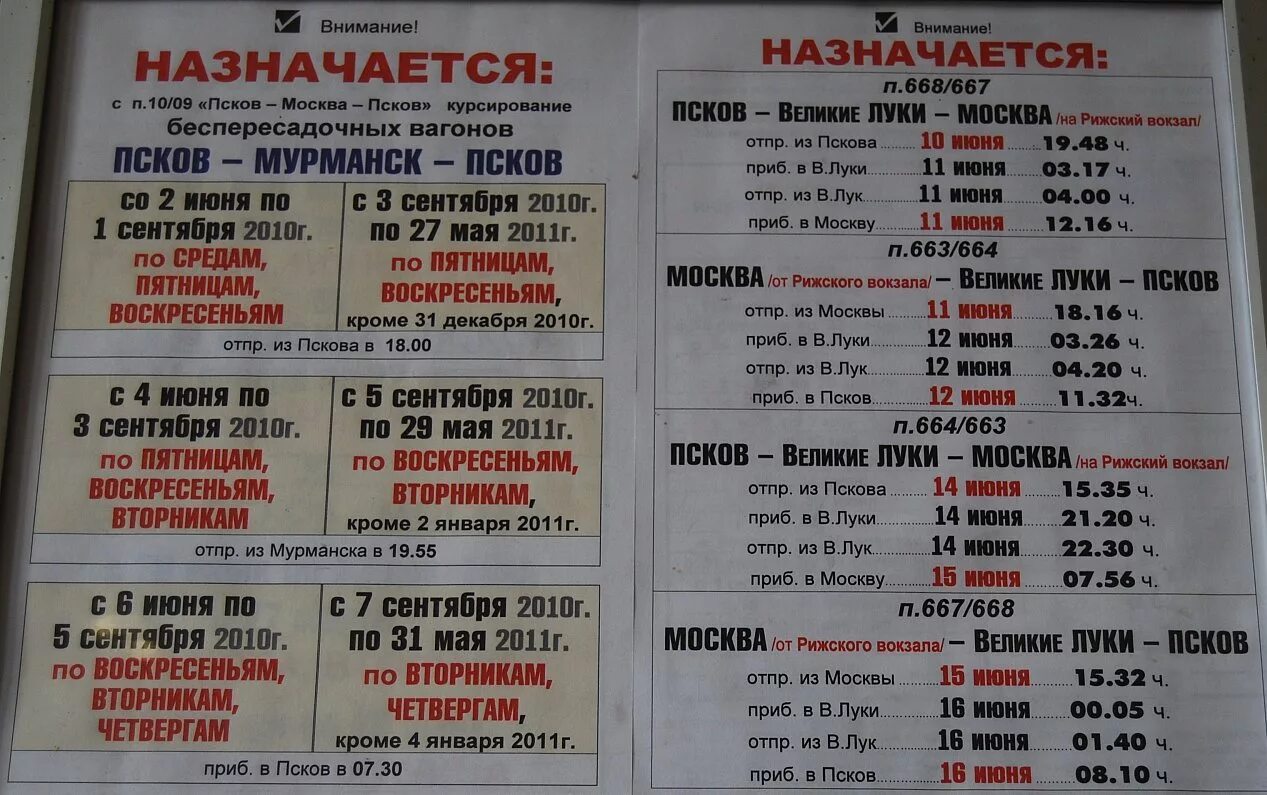 Внимание!
НАЗНАЧАЕТСЯ:
с п.10/09 «Псков – Москва – Псков» курсирование
беспересадочных вагонов
ПСКОВ – МУРМАНСК – ПСКОВ
со 2 июня по
1 сентября 2010г.
по СРЕДАМ,
ПЯТНИЦАМ,
ВОСКРЕСЕНЬЯМ
с 3 сентября 2010г.
по 27 мая 2011г.
по ПЯТНИЦАМ,
ВОСКРЕСЕНЬЯМ,
кроме 31 декабря 2010г.
отпр. из Пскова в 18.00
с 4 июня по
3 сентября 2010г.
по ПЯТНИЦАМ,
ВОСКРЕСЕНЬЯМ,
ВТОРНИКАМ
с 5 сентября 2010г.
по 29 мая 2011г.
по ВОСКРЕСЕНЬЯМ,
ВТОРНИКАМ,
кроме 2 января 2011г.
отпр. из Мурманска в 19.55
с 6 июня по
5 сентября 2010г.
по ВОСКРЕСЕНЬЯМ,
ВТОРНИКАМ,
ЧЕТВЕРГАМ
с 7 сентября 2010г.
по 31 мая 2011г.
по ВТОРНИКАМ,
ЧЕТВЕРГАМ,
кроме 4 января 2011г.
приб. в Псков в 07.30
Внимание!
НАЗНАЧАЕТСЯ:
п.668/667
ПСКОВ – ВЕЛИКИЕ ЛУКИ – МОСКВА /на Рижский вокзал/
отпр. из Пскова 10 июня 19.48 ч.
приб. в В.Луки 11 июня 03.17 ч.
отпр. из В.Лук 11 июня 04.00 ч.
приб. в Москву 11 июня 12.16 ч.
п.663/664
МОСКВА /от Рижского вокзала/ – ВЕЛИКИЕ ЛУКИ – ПСКОВ
отпр. из Москвы 11 июня 18.16 ч.
приб. в В.Луки 12 июня 03.26 ч.
отпр. из В.Лук 12 июня 04.20 ч.
приб. в Псков 12 июня 11.32ч.
п.664/663
ПСКОВ – ВЕЛИКИЕ ЛУКИ – МОСКВА /на Рижский вокзал/
отпр. из Пскова 14 июня 15.35 ч.
приб. в В.Луки 14 июня 21.20 ч.
отпр. из В.Лук 14 июня 22.30 ч.
приб. в Москву 15 июня 07.56 ч.
п.667/668
МОСКВА /от Рижского вокзала/ – ВЕЛИКИЕ ЛУКИ – ПСКОВ
отпр. из Москвы 15 июня 15.32 ч.
приб. в В.Луки 16 июня 00.05 ч.
отпр. из В.Лук 16 июня 01.40 ч.
приб. в Псков 16 июня 08.10 ч.